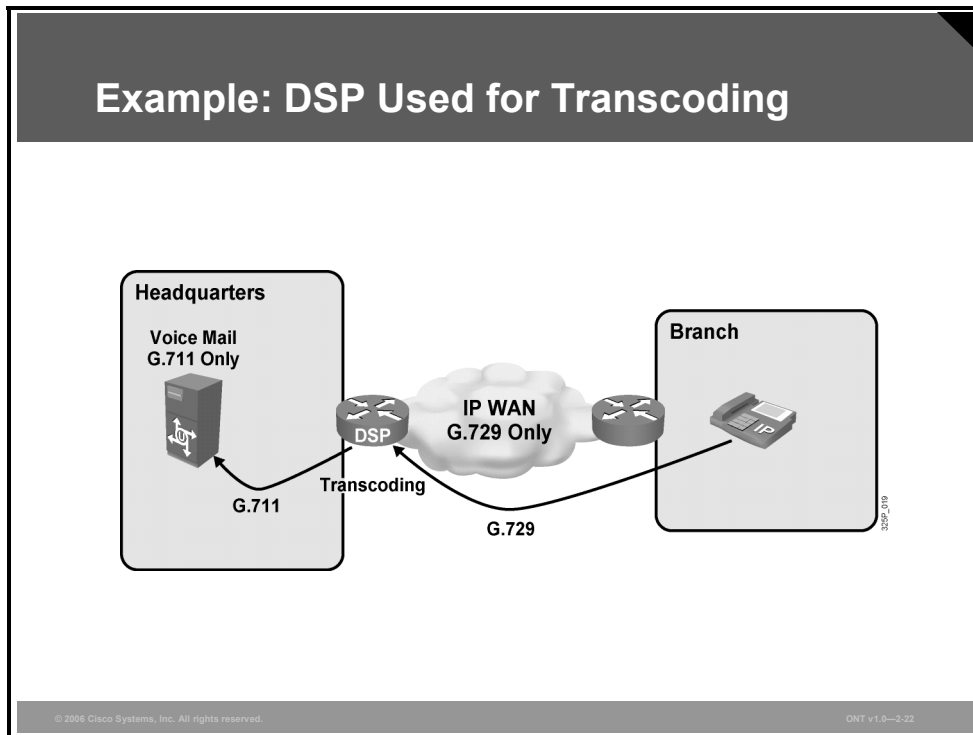 Example: DSP Used for Transcoding
Headquarters
Voice Mail
G.711 Only
U
DSP
Transcoding
G.711
IP WAN
G.729 Only
G.729
Branch
IP
325P_019
© 2006 Cisco Systems, Inc. All rights reserved.
ONT v1.0—2-22